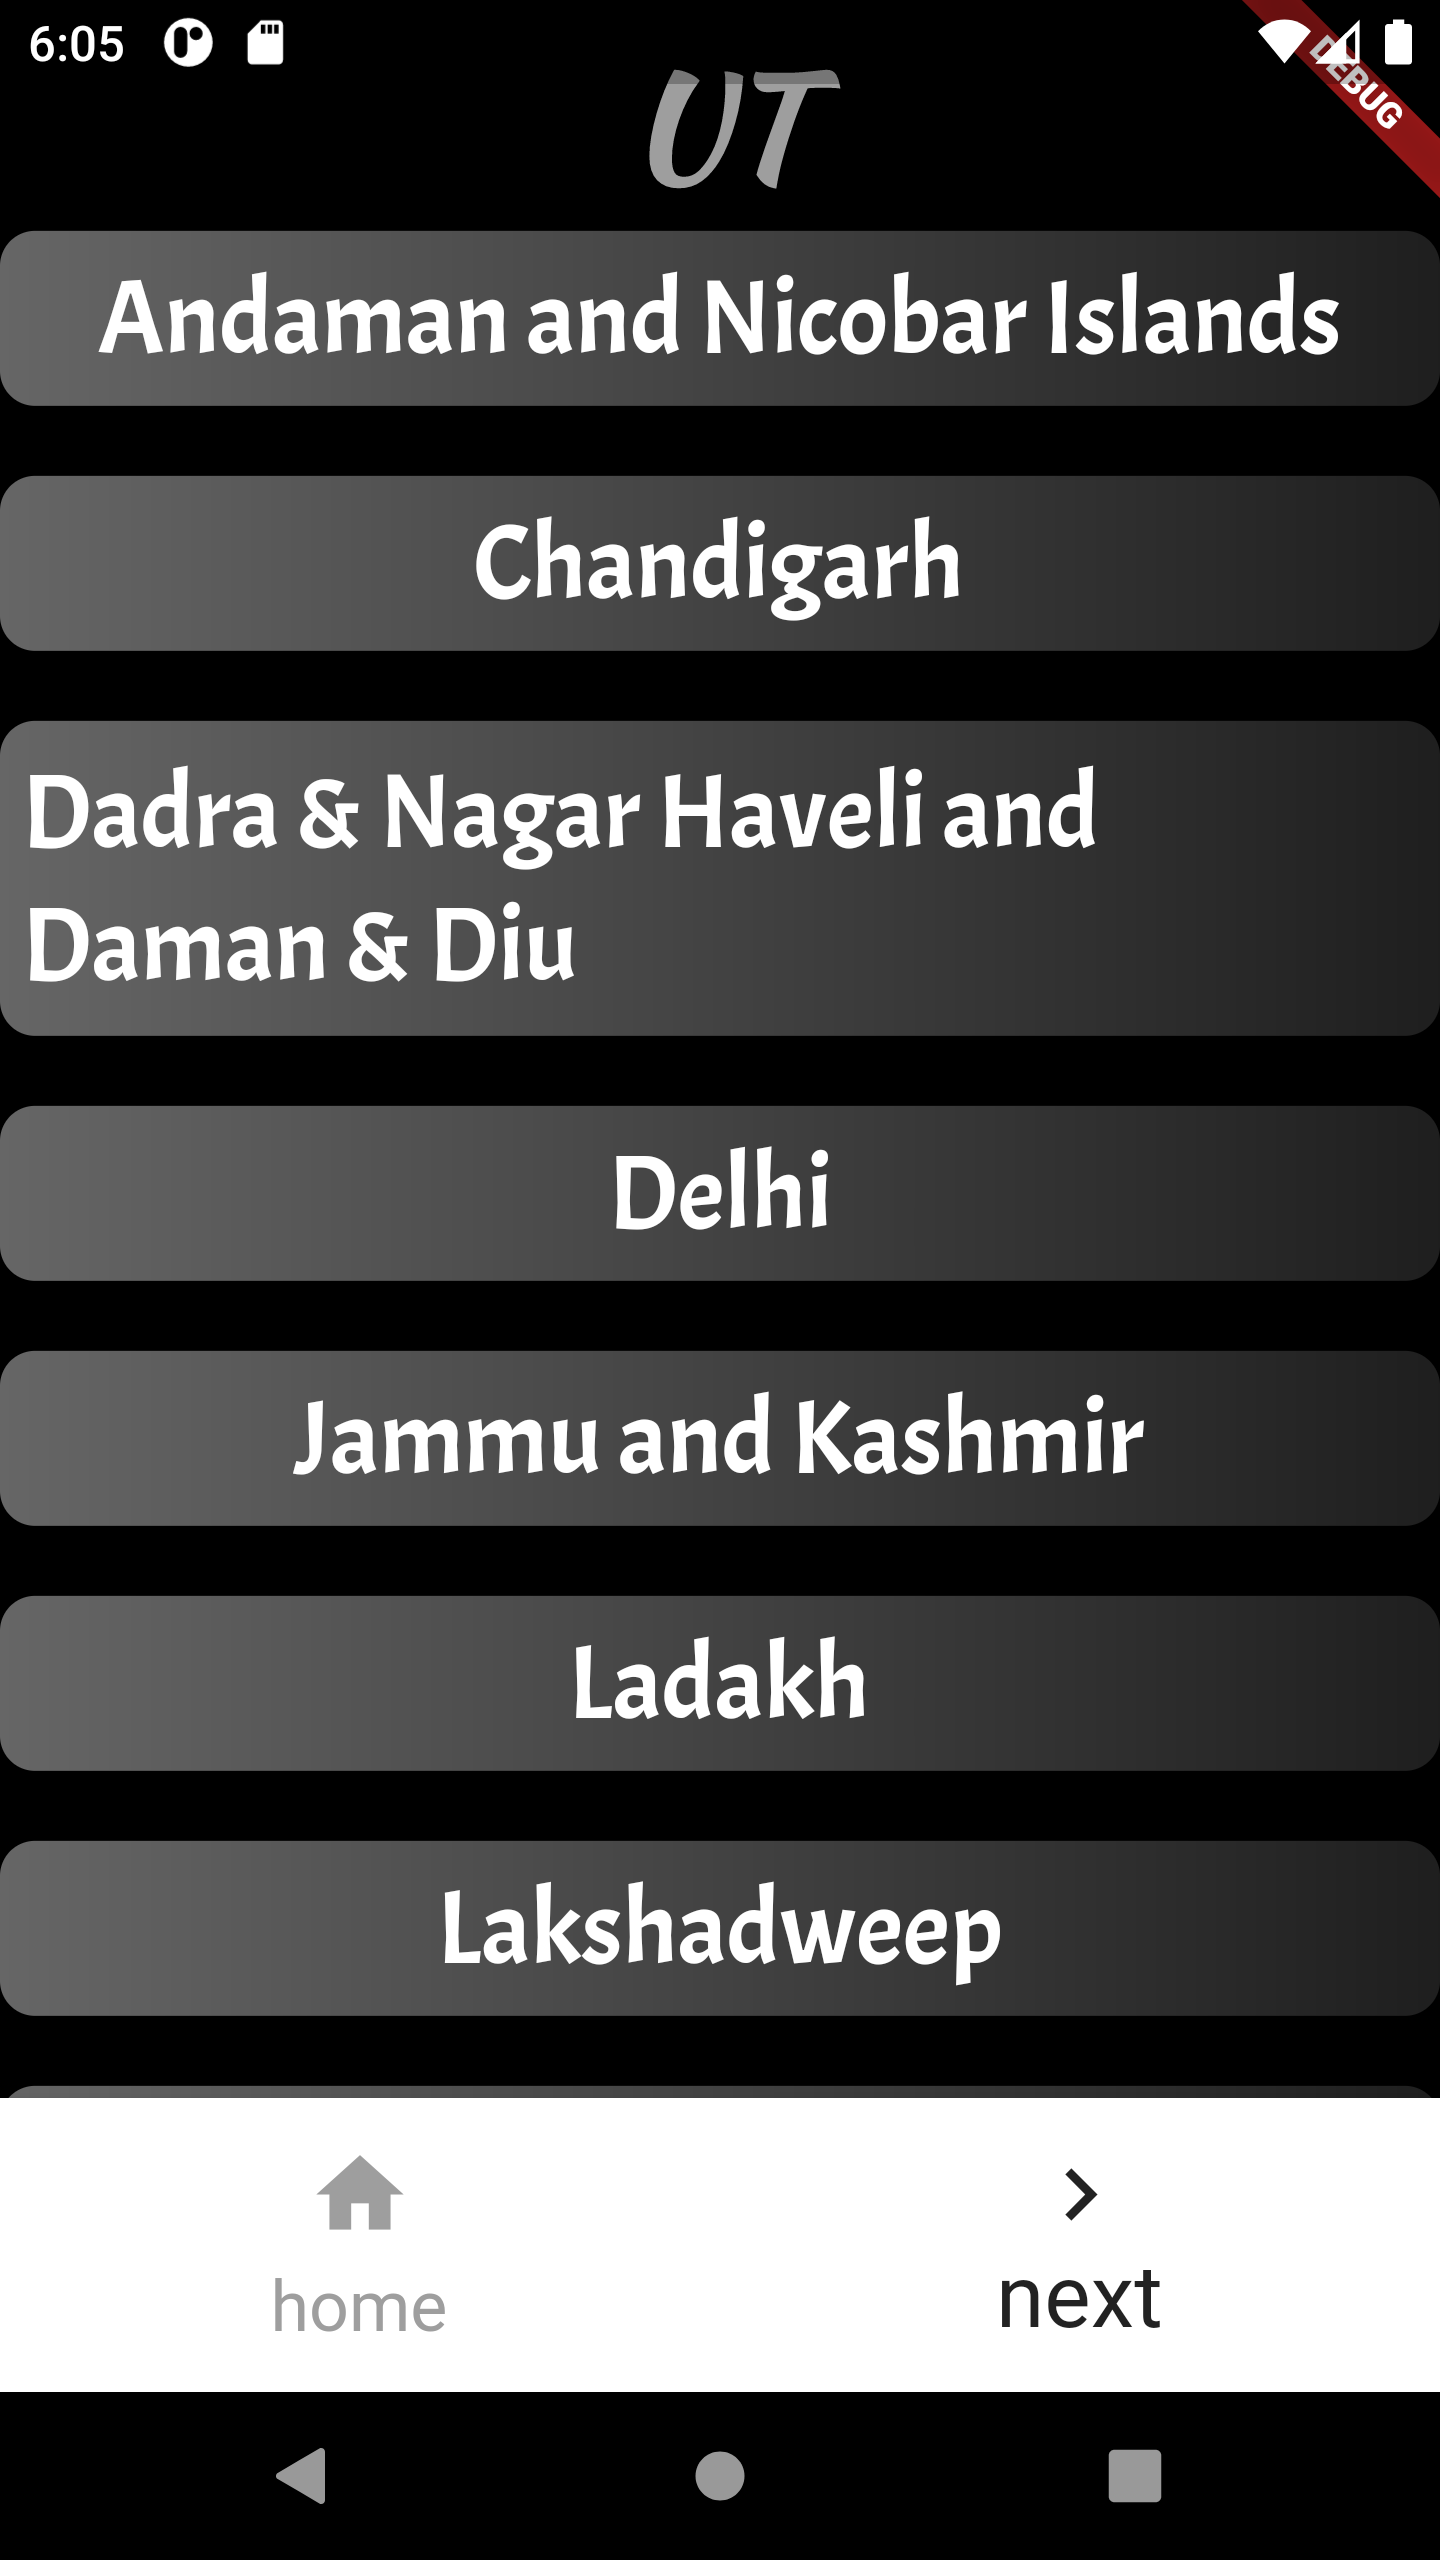 6:05
DEBUG
UT
Andaman and Nicobar Islands
Chandigarh
Dadra & Nagar Haveli and
Daman & Diu
Delhi
Jammu and Kashmir
Ladakh
Lakshadweep
home
next